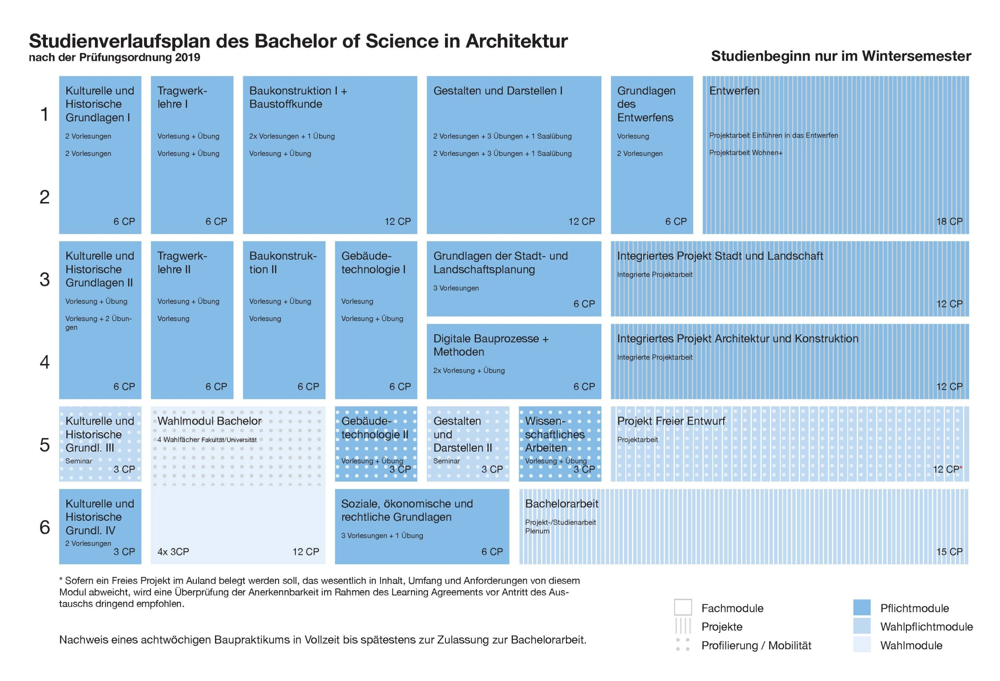 Studienverlaufsplan des Bachelor of Science in Architektur
nach der Prüfungsordnung 2019
Studienbeginn nur im Wintersemester
1
2
Kulturelle und
Historische
Grundlagen I
2 Vorlesungen
2 Vorlesungen
6 CP
Tragwerk-
lehre I
Vorlesung + Übung
Vorlesung + Übung
6 CP
Baukonstruktion I +
Baustoffkunde
2x Vorlesungen + 1 Übung
Vorlesung + Übung
12 CP
Gestalten und Darstellen I
2 Vorlesungen + 3 Übungen + 1 Saalübung
2 Vorlesungen + 3 Übungen + 1 Saalübung
12 CP
Grundlagen
des
Entwerfens
Vorlesung
2 Vorlesungen
6 CP
Entwerfen
Projektarbeit Einführen in das Entwerfen
Projektarbeit Wohnen+
18 CP
3
4
Kulturelle und
Historische
Grundlagen II
Vorlesung + Übung
Vorlesung + 2 Übun-
gen
6 CP
Tragwerk-
lehre II
Vorlesung + Übung
Vorlesung
6 CP
Baukonstruk-
tion II
Vorlesung + Übung
Vorlesung
6 CP
Gebäude-
technologie I
Vorlesung
Vorlesung + Übung
6 CP
Grundlagen der Stadt- und
Landschaftsplanung
3 Vorlesungen
6 CP
Integriertes Projekt Stadt und Landschaft
Integrierte Projektarbeit
12 CP
Digitale Bauprozesse +
Methoden
2x Vorlesung + Übung
6 CP
Integriertes Projekt Architektur und Konstruktion
Integrierte Projektarbeit
12 CP
5
Kulturelle und
Historische
Grundl. III
Seminar
3 CP
Wahlmodul Bachelor
4 Wahlfächer Fakultät/Universität
4x 3CP
12 CP
Gebäude-
technologie II
Vorlesung + Übung
3 CP
Gestalten
und
Darstellen II
Seminar
3 CP
Wissen-
schaftliches
Arbeiten
Vorlesung + Übung
3 CP
Projekt Freier Entwurf
Projektarbeit
12 CP*
6
Kulturelle und
Historische
Grundl. IV
2 Vorlesungen
3 CP
Soziale, ökonomische und
rechtliche Grundlagen
3 Vorlesungen + 1 Übung
6 CP
Bachelorarbeit
Projekt-/Studienarbeit
Plenum
15 CP
* Sofern ein Freies Projekt im Auland belegt werden soll, das wesentlich in Inhalt, Umfang und Anforderungen von diesem
Modul abweicht, wird eine Überprüfung der Anerkennbarkeit im Rahmen des Learning Agreements vor Antritt des Aus-
tauschs dringend empfohlen.
Nachweis eines achtwöchigen Baupraktikums in Vollzeit bis spätestens zur Zulassung zur Bachelorarbeit.
Fachmodule
Projekte
Profilierung / Mobilität
Pflichtmodule
Wahlpflichtmodule
Wahlmodule